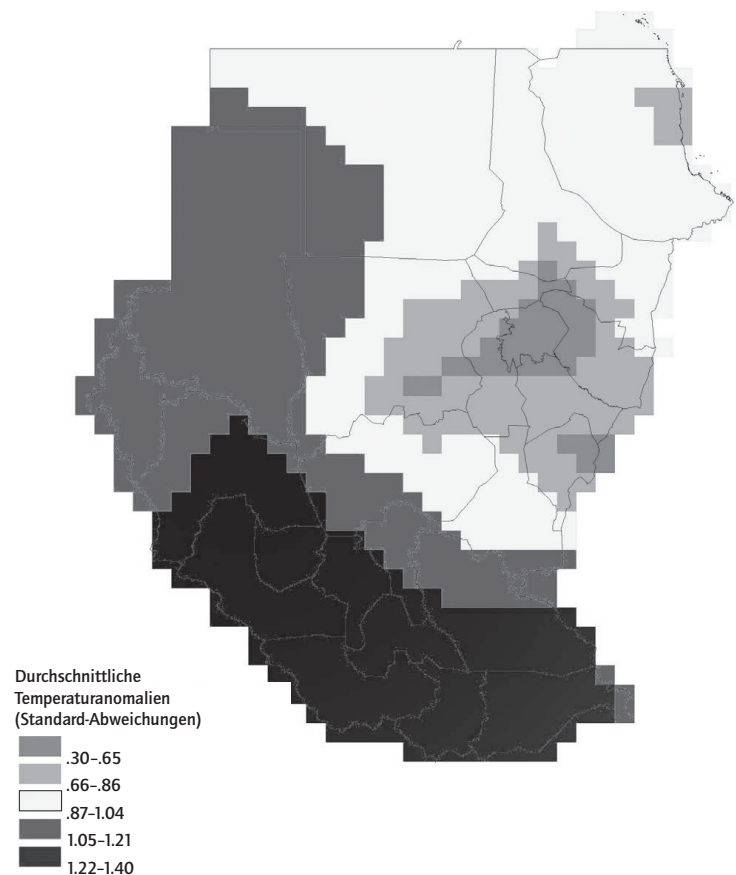 Durchschnittliche
Temperaturanomalien
(Standard-Abweichungen)
.30–.65
.66–.86
.87–1.04
1.05–1.21
1.22–1.40